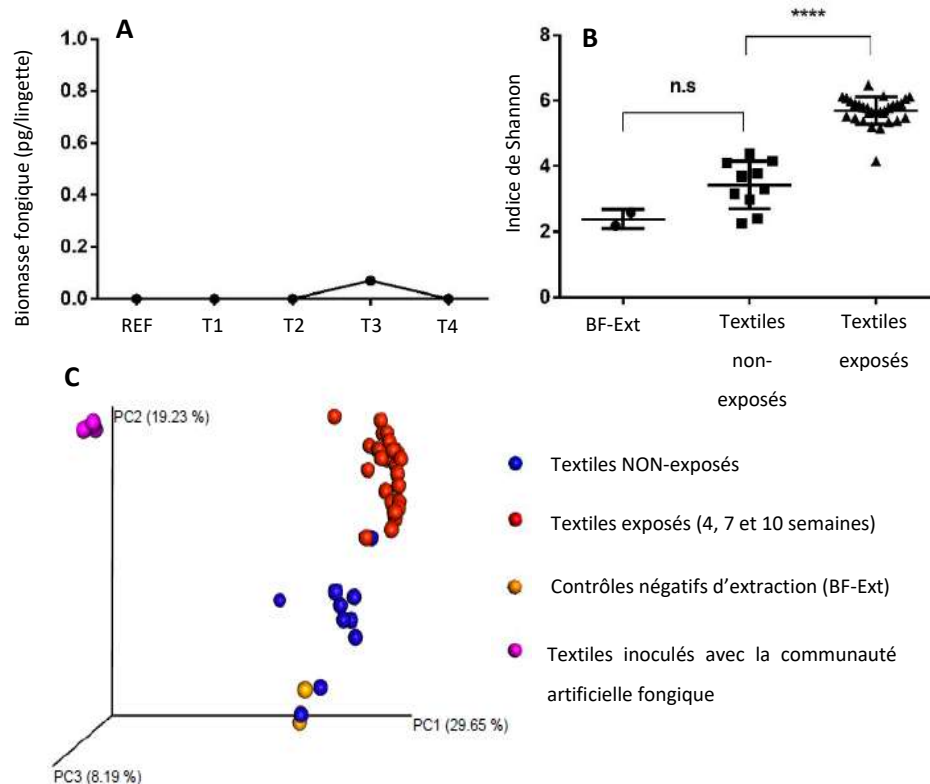 A
Biomasse fongique (pg/lingette)
1.0
0.8
0.6
0.4
0.2
0.0
REF
T1
T2
T3
T4
B
Indice de Shannon
8
6
4
2
0
n.s
****
BF-Ext
Textiles
non-
exposés
Textiles
exposés
C
PC2 (19.23 %)
PC1 (29.65 %)
PC3 (8.19 %)
Textiles NON-exposés
Textiles exposés (4, 7 et 10 semaines)
Contrôles négatifs d’extraction (BF-Ext)
Textiles inoculés avec la communauté
artificielle fongique